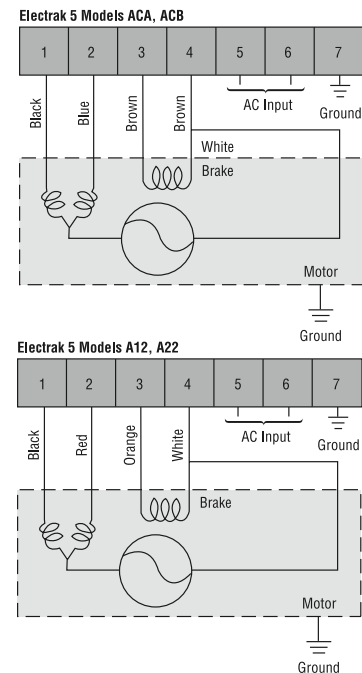 Electrak 5 Models ACA, ACB
1 2 3 4 5 6 7
AC Input
Ground
Black
Blue
Brown
Brown
White
Brake
Motor
Ground
Electrak 5 Models A12, A22
1 2 3 4 5 6 7
AC Input
Ground
Black
Red
Orange
White
Brake
Motor
Ground